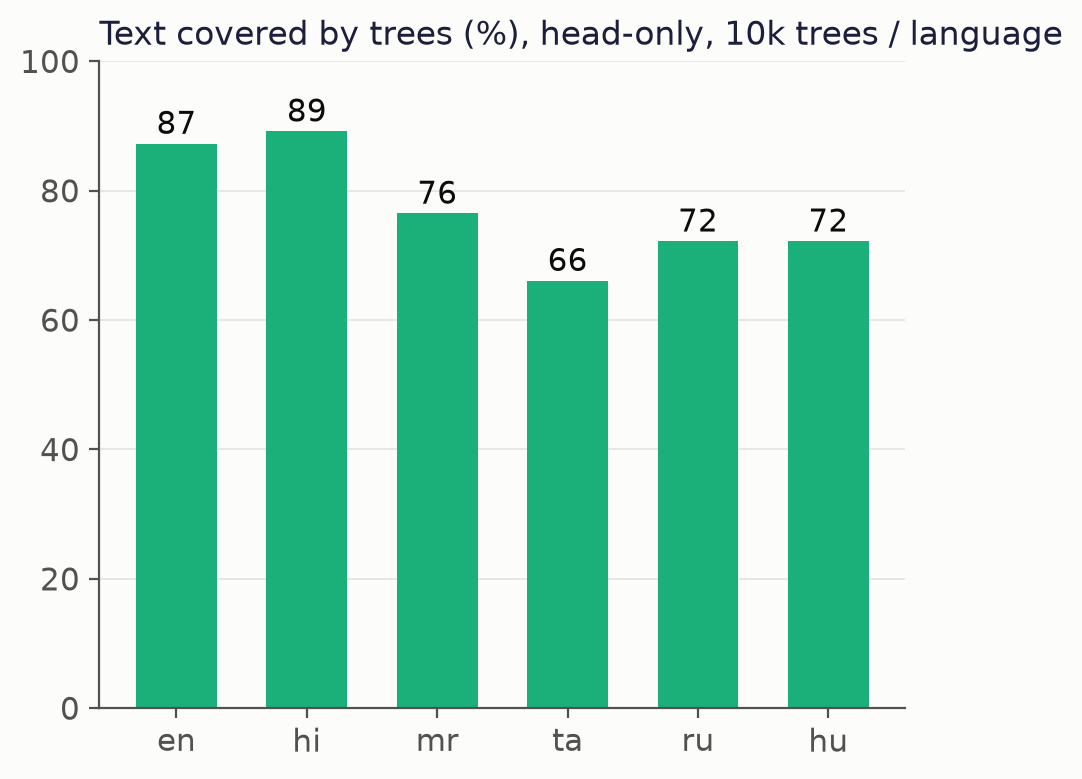 Text covered by trees (%), head-only, 10k trees / language
100
80
60
40
20
0
87
89
76
66
72
72
en
hi
mr
ta
ru
hu